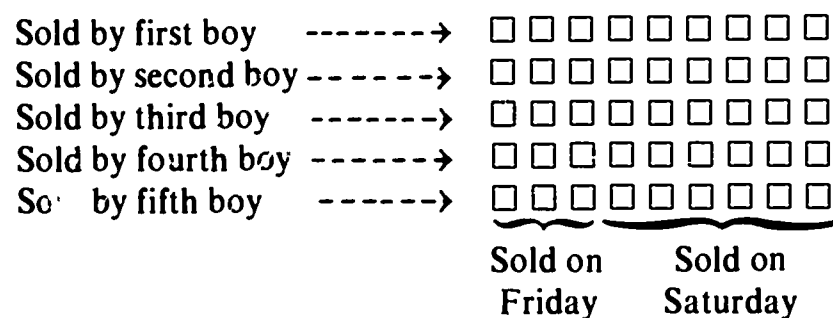 Sold by first boy
Sold by second boy
Sold by third boy
Sold by fourth boy
by fifth boy
Sold on Sold on
Friday Saturday